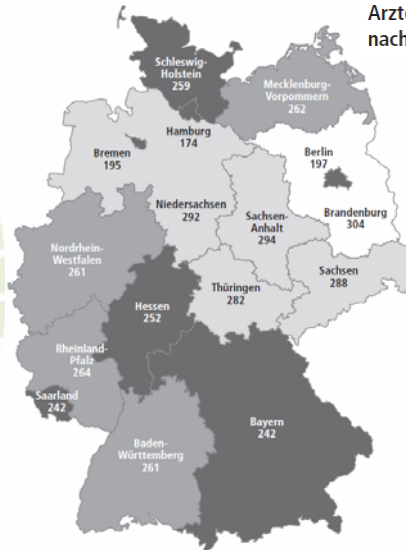 Arzt
nach
Schleswig-
Holstein
259
Mecklenburg-
Vorpommern
262
Hamburg
174
Bremen
195
Berlin
197
Niedersachsen
292
Sachsen-
Anhalt
294
Brandenburg
304
Nordrhein-
Westfalen
261
Sachsen
288
Thüringen
282
Hessen
252
Rheinland-
Pfalz
264
Saarland
242
Bayern
242
Baden-
Württemberg
261